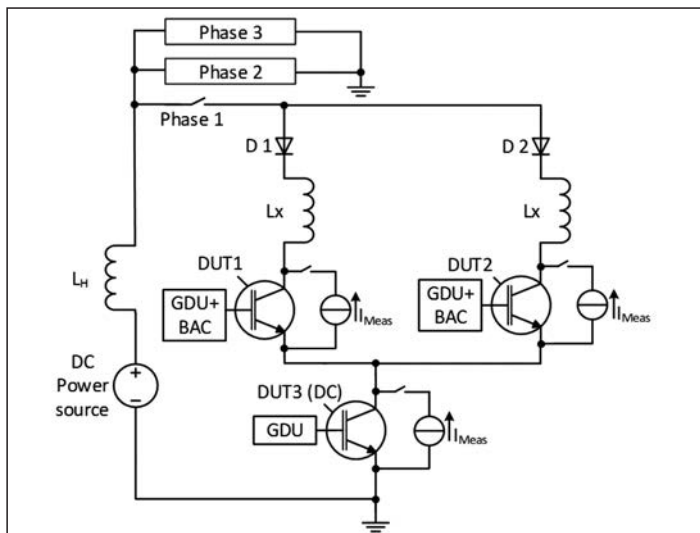 Phase 3
Phase 2
Phase 1
D 1
D 2
Lx
Lx
LH
DUT1
DUT2
GDU+
BAC
IMeas
GDU+
BAC
IMeas
DC
Power
source
+
−
DUT3 (DC)
GDU
IMeas